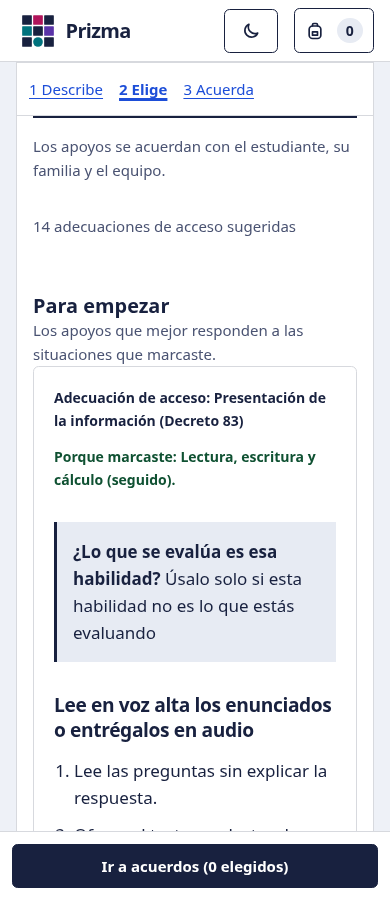 Prizma
0
1 Describe 2 Elige 3 Acuerda
Los apoyos se acuerdan con el estudiante, su
familia y el equipo.
14 adecuaciones de acceso sugeridas
Para empezar
Los apoyos que mejor responden a las
situaciones que marcaste.
Adecuación de acceso: Presentación de
la información (Decreto 83)
Porque marcaste: Lectura, escritura y
cálculo (seguido).
¿Lo que se evalúa es esa
habilidad? Úsalo solo si esta
habilidad no es lo que estás
evaluando
Lee en voz alta los enunciados
o entrégalos en audio
1. Lee las preguntas sin explicar la
respuesta.
Ir a acuerdos (0 elegidos)